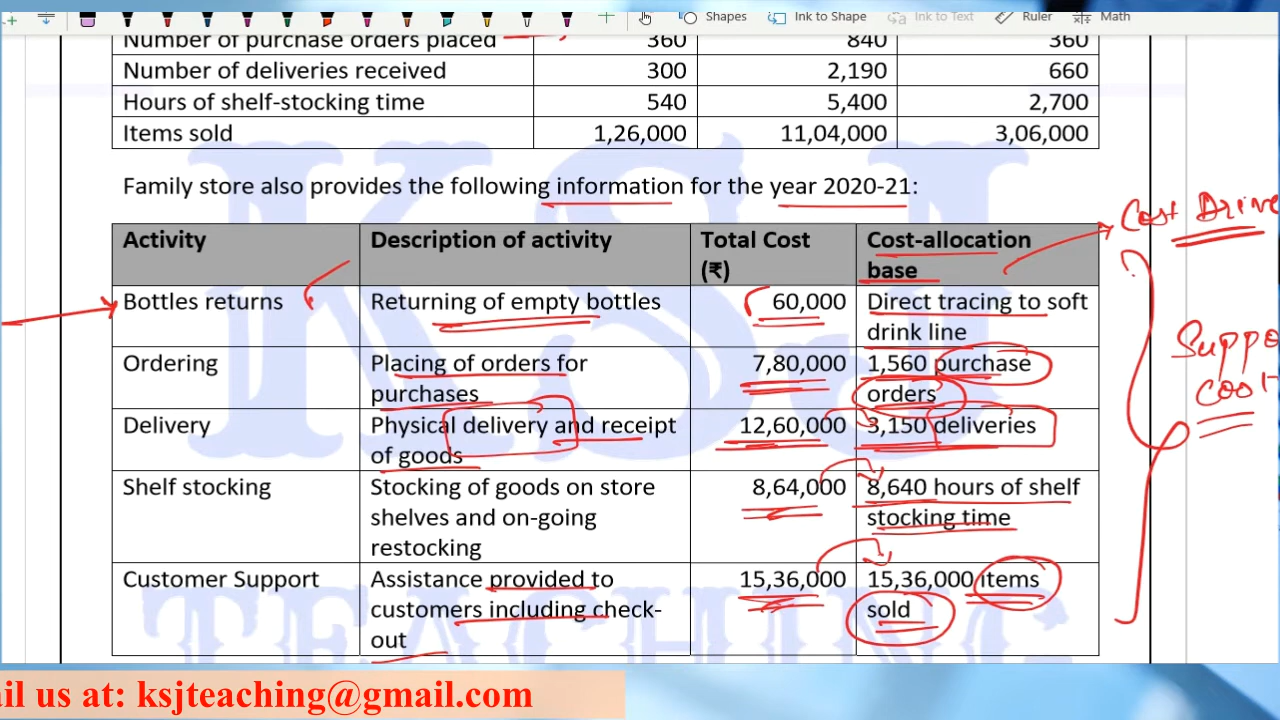 Shapes Ink to Shape Ink to Text Ruler Math
Number of purchase orders placed 360 840 360
Number of deliveries received 300 2,190 660
Hours of shelf-stocking time 540 5,400 2,700
Items sold 1,26,000 11,04,000 3,06,000
Family store also provides the following information for the year 2020-21:
Cost Drive
Activity Description of activity Total Cost Cost-allocation
(₹) base
Bottles returns Returning of empty bottles 60,000 Direct tracing to soft
drink line
Suppo
Ordering Placing of orders for 7,80,000 1,560 purchase
purchases orders
cost
Delivery Physical delivery and receipt 12,60,000 3,150 deliveries
of goods
Shelf stocking Stocking of goods on store 8,64,000 8,640 hours of shelf
shelves and on-going stocking time
restocking
Customer Support Assistance provided to 15,36,000 15,36,000 items
customers including check- sold
out
KSJ
TEACHING
ail us at: ksjteaching@gmail.com